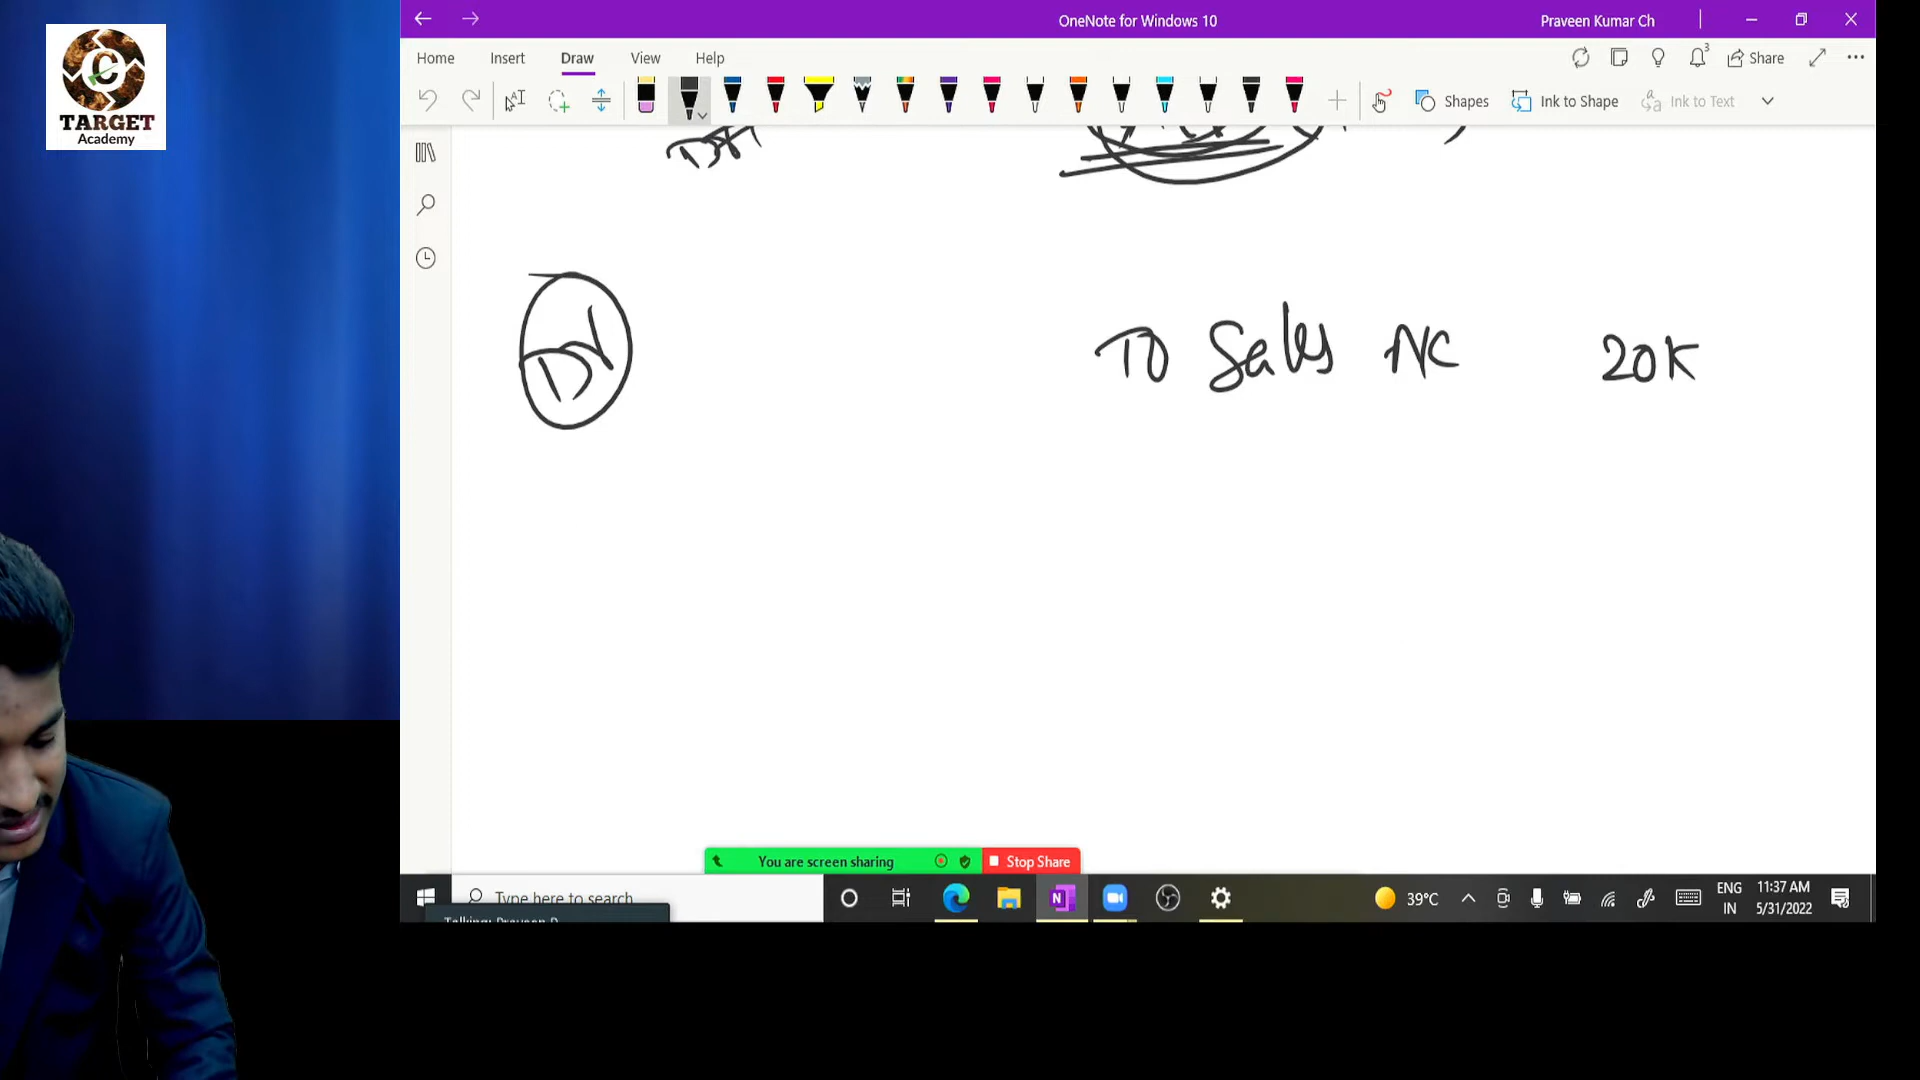 TARGET
Academy
OneNote for Windows 10
Praveen Kumar Ch
Home Insert Draw View Help
3
Share
Shapes
Ink to Shape
Ink to Text
To Sales A/C 20K
You are screen sharing
Stop Share
Type here to search
39°C
ENG
IN
11:37 AM
5/31/2022